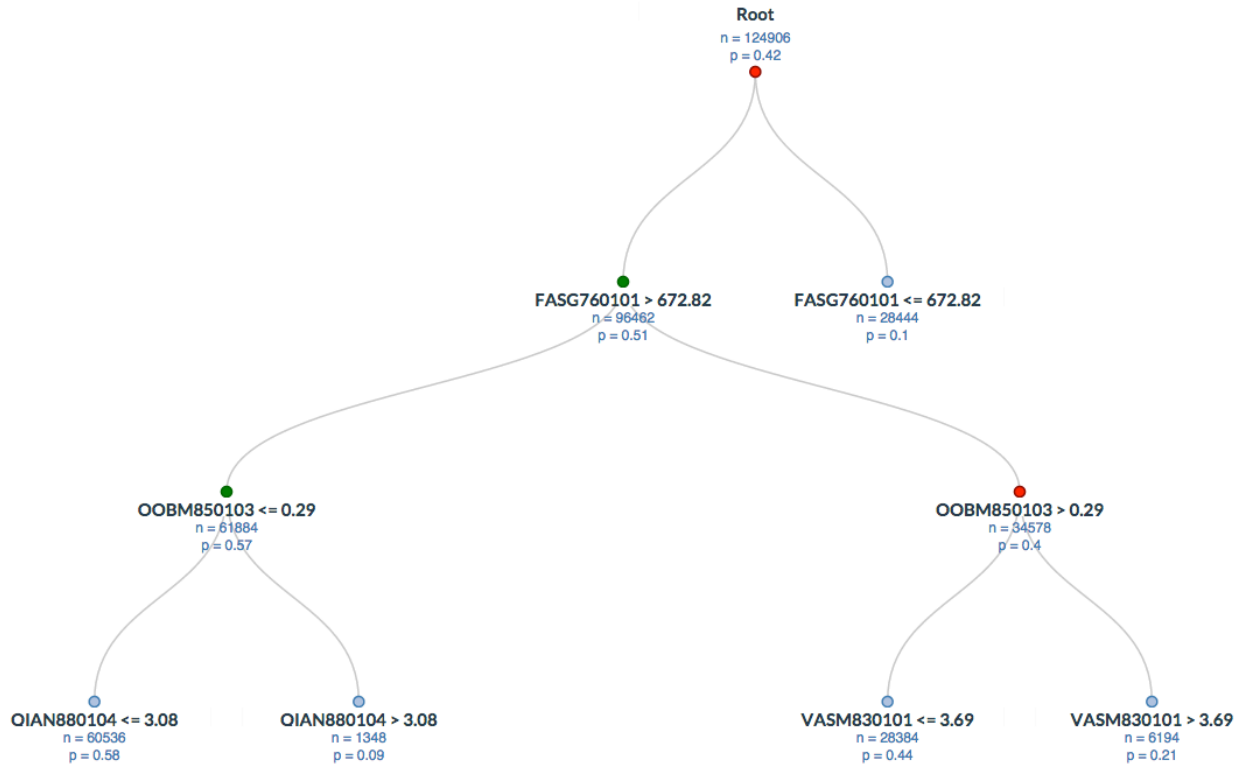 Root
n = 124906
p = 0.42
FASG760101 > 672.82
n = 96462
p = 0.51
FASG760101 <= 672.82
n = 28444
p = 0.1
OOBM850103 <= 0.29
n = 61884
p = 0.57
OOBM850103 > 0.29
n = 34578
p = 0.4
QIAN880104 <= 3.08
n = 60536
p = 0.58
QIAN880104 > 3.08
n = 1348
p = 0.09
VASM830101 <= 3.69
n = 28384
p = 0.44
VASM830101 > 3.69
n = 6194
p = 0.21